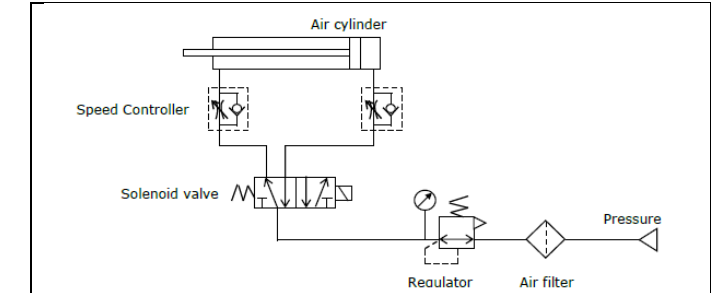 Air cylinder
Speed Controller
Solenoid valve
Pressure
Regulator
Air filter